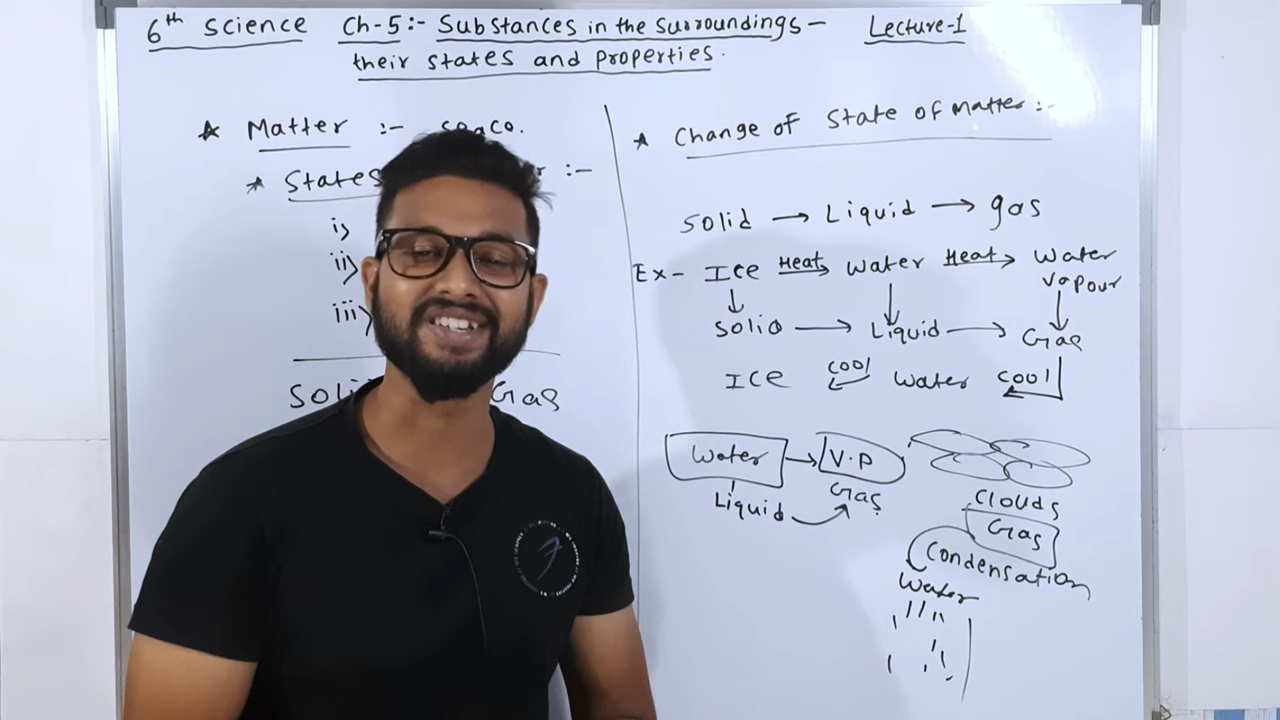 6th Science Ch-5:- Substances in the Surroundings - Lecture-1
their states and properties.
* Matter :-
* States :-
i)
ii)
iii)
Gas
* Change of State of Matter :-
Solid → Liquid → gas
Ex- Ice Heat→ Water Heat→ Water
vapour
Solid → Liquid → Gas
ICE cool← Water cool←
Water → V.P
Liquid Gas
Clouds
Gas
Condensation
Water